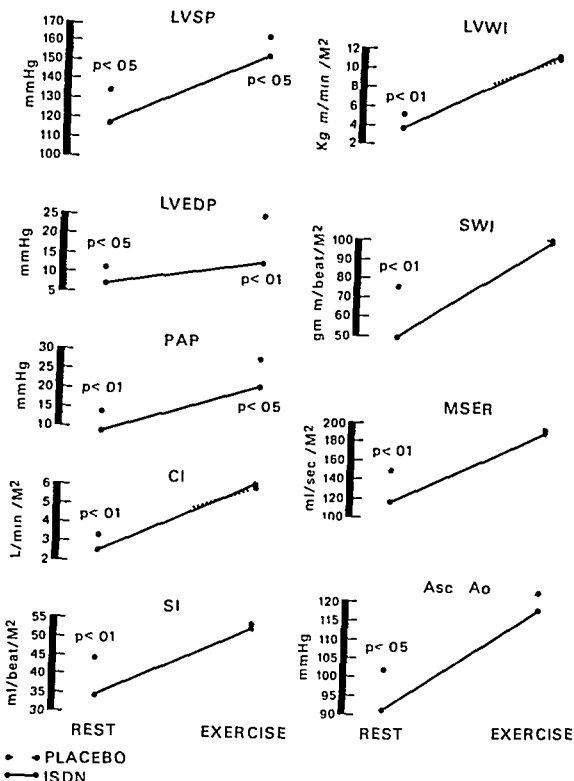 LVSP
170
160
150
140
130
120
110
100
mmHg
p< 05
p< 05
LVEDP
25
20
15
10
5
mmHg
p< 05
p< 01
PAP
30
20
10
mmHg
p< 01
p< 05
CI
6
5
4
3
2
L/min /M²
p< 01
SI
55
50
45
40
35
30
ml/beat/M²
p< 01
REST EXERCISE
PLACEBO
ISDN
LVWI
12
10
8
6
4
2
Kg m/min /M²
p< 01
SWI
100
90
80
70
60
50
gm m/beat/M²
p< 01
MSER
200
180
160
140
120
100
ml/sec /M²
p< 01
Asc Ao
120
115
110
105
100
95
90
mmHg
p< 05
REST EXERCISE